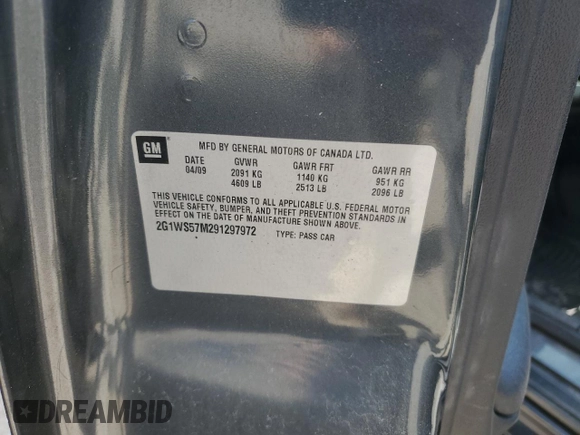 GM
MFD BY GENERAL MOTORS OF CANADA LTD.
DATE GVWR GAWR FRT GAWR RR
04/09 2091 KG 1140 KG 951 KG
4609 LB 2513 LB 2096 LB
THIS VEHICLE CONFORMS TO ALL APPLICABLE U.S. FEDERAL MOTOR
VEHICLE SAFETY, BUMPER, AND THEFT PREVENTION STANDARDS IN
EFFECT ON THE DATE OF MANUFACTURE SHOWN ABOVE.
2G1WS57M291297972 TYPE: PASS CAR
DREAMBID